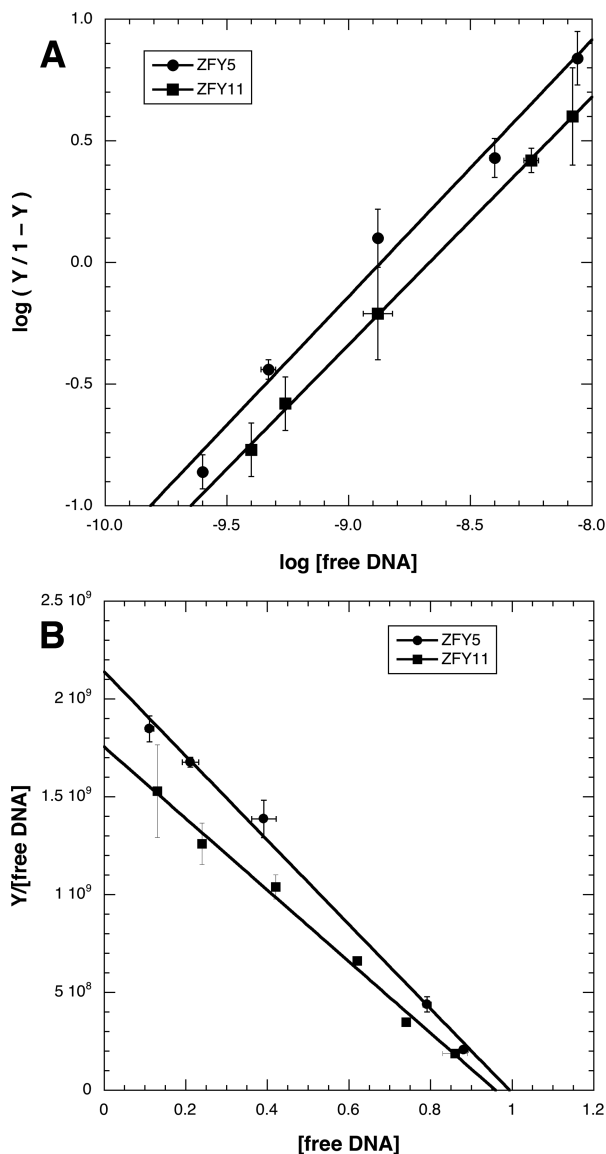 A
ZFY5
ZFY11
1.0
0.5
0.0
-0.5
-1.0
log ( Y / 1 – Y )
-10.0 -9.5 -9.0 -8.5 -8.0
log [free DNA]
B
ZFY5
ZFY11
2.5 10⁹
2 10⁹
1.5 10⁹
1 10⁹
5 10⁸
0
Y/[free DNA]
0 0.2 0.4 0.6 0.8 1 1.2
[free DNA]